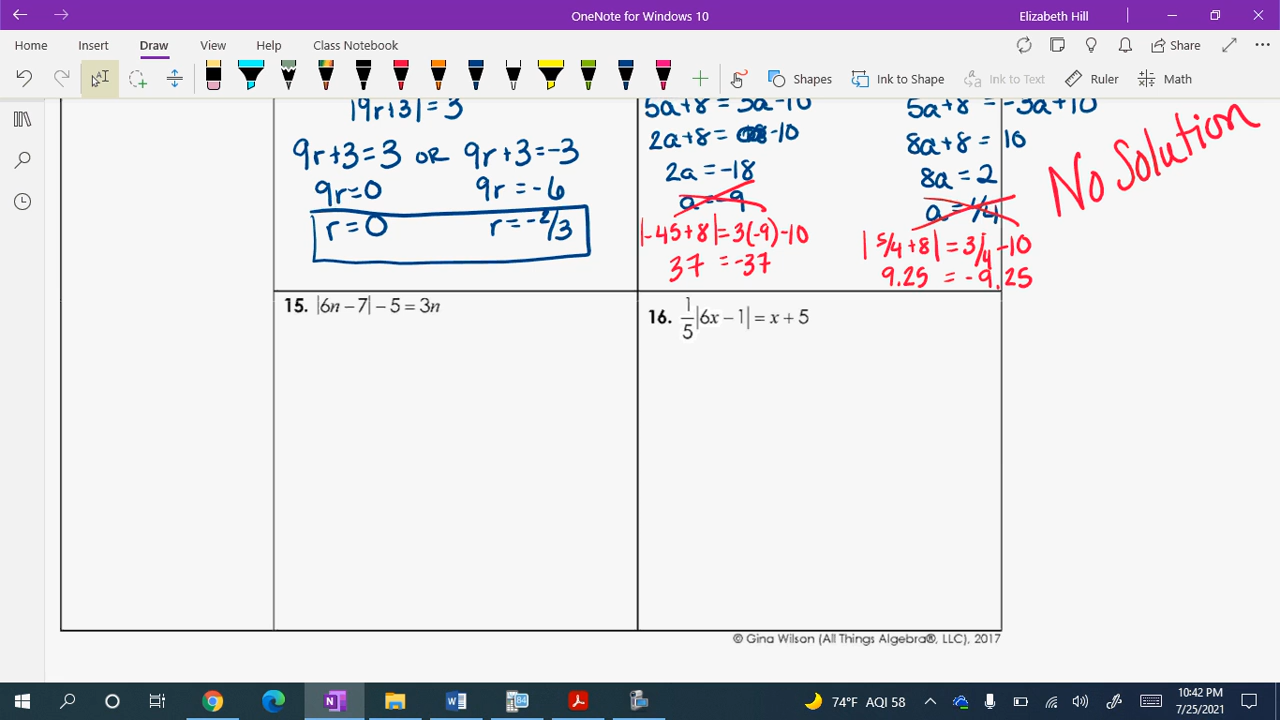 OneNote for Windows 10
Elizabeth Hill
Home Insert Draw View Help Class Notebook
Share
Shapes Ink to Shape Ink to Text Ruler Math
|9r+3| = 3
9r+3=3 OR 9r+3=-3
9r=0 9r=-6
r=0 r=-2/3
5a+8 = 3a-10
2a+8 = -10
2a = -18
a = -9
|-45+8|=3(-9)-10
37 = -37
5a+8 = -3a+10
8a+8 = 10
8a = 2
a = 1/4
|5/4+8| = 3/4-10
9.25 = -9.25
No Solution
15. |6n − 7| − 5 = 3n
16. 1/5|6x − 1| = x + 5
© Gina Wilson (All Things Algebra®, LLC), 2017
74°F AQI 58
10:42 PM
7/25/2021